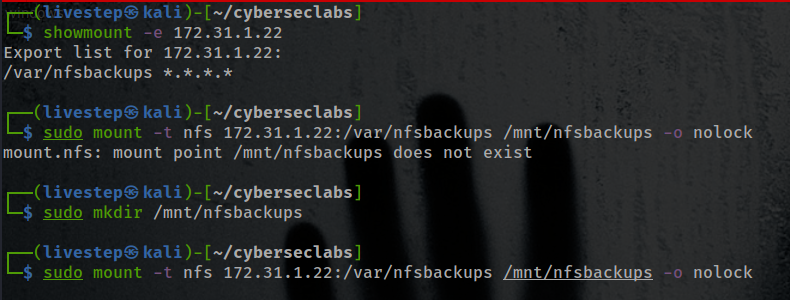 ┌──(livestep㉿kali)-[~/cyberseclabs]
└─$ showmount -e 172.31.1.22
Export list for 172.31.1.22:
/var/nfsbackups *.*.*.*
┌──(livestep㉿kali)-[~/cyberseclabs]
└─$ sudo mount -t nfs 172.31.1.22:/var/nfsbackups /mnt/nfsbackups -o nolock
mount.nfs: mount point /mnt/nfsbackups does not exist
┌──(livestep㉿kali)-[~/cyberseclabs]
└─$ sudo mkdir /mnt/nfsbackups
┌──(livestep㉿kali)-[~/cyberseclabs]
└─$ sudo mount -t nfs 172.31.1.22:/var/nfsbackups /mnt/nfsbackups -o nolock